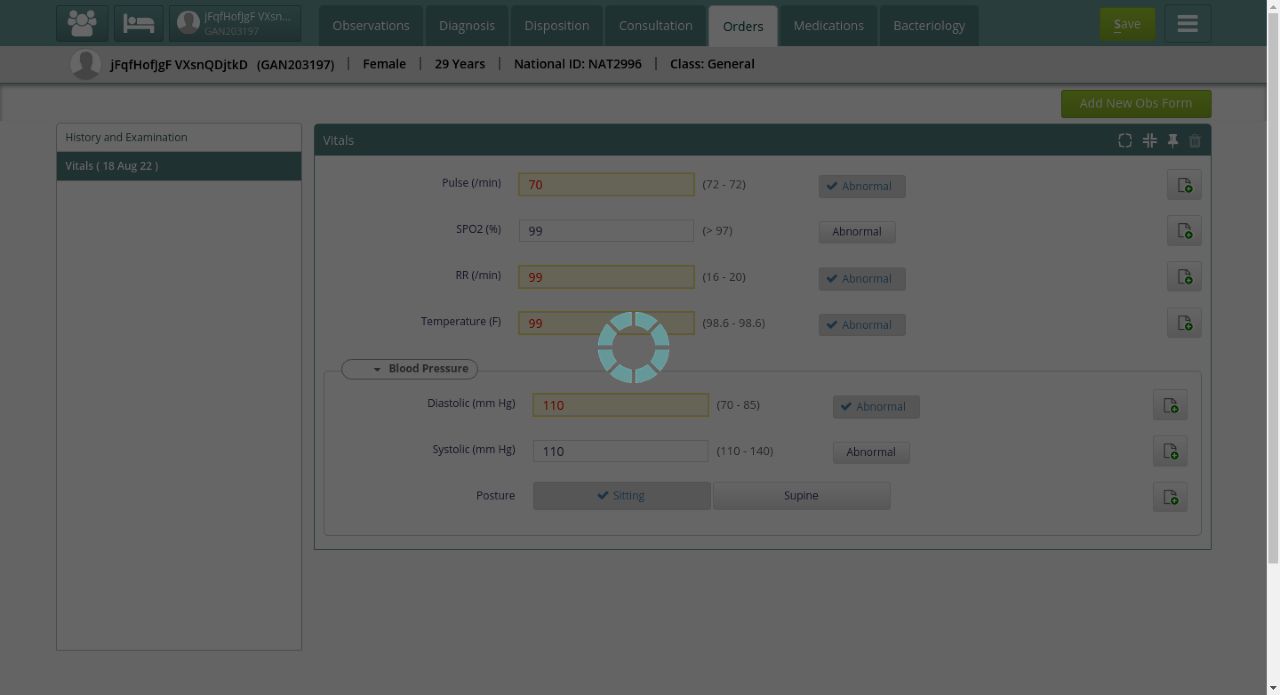 jFqfHofJgF VXsn...
GAN203197
Observations
Diagnosis
Disposition
Consultation
Orders
Medications
Bacteriology
Save
jFqfHofJgF VXsnQDjtkD (GAN203197) | Female | 29 Years | National ID: NAT2996 | Class: General
Add New Obs Form
History and Examination
Vitals ( 18 Aug 22 )
Vitals
Pulse (/min) 70 (72 - 72) Abnormal
SPO2 (%) 99 (> 97) Abnormal
RR (/min) 99 (16 - 20) Abnormal
Temperature (F) 99 (98.6 - 98.6) Abnormal
Blood Pressure
Diastolic (mm Hg) 110 (70 - 85) Abnormal
Systolic (mm Hg) 110 (110 - 140) Abnormal
Posture Sitting Supine